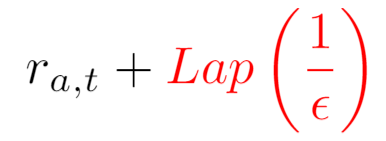 r_{a,t} + Lap(1/ϵ)